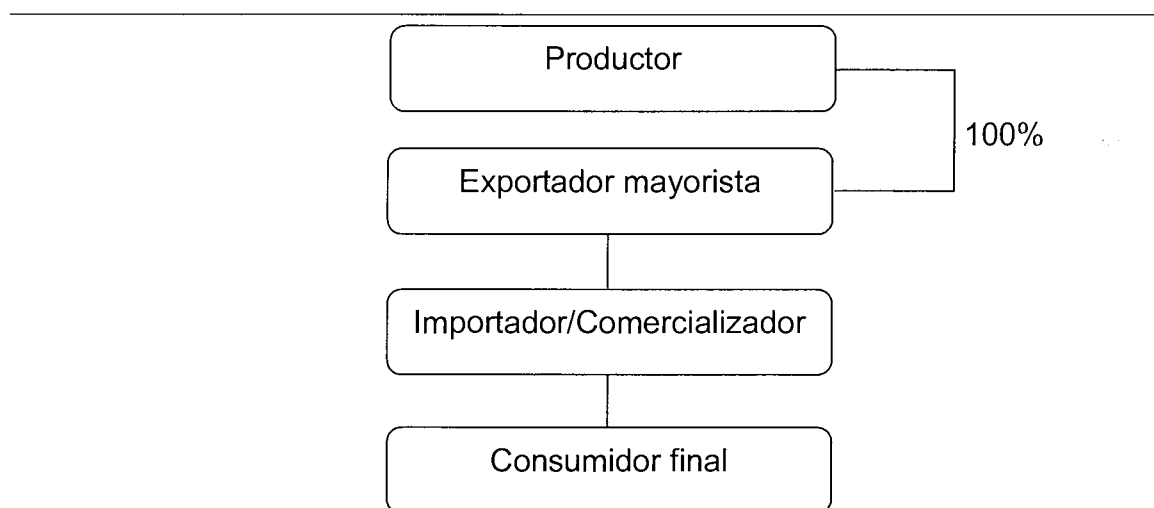 Productor
100%
Exportador mayorista
Importador/Comercializador
Consumidor final